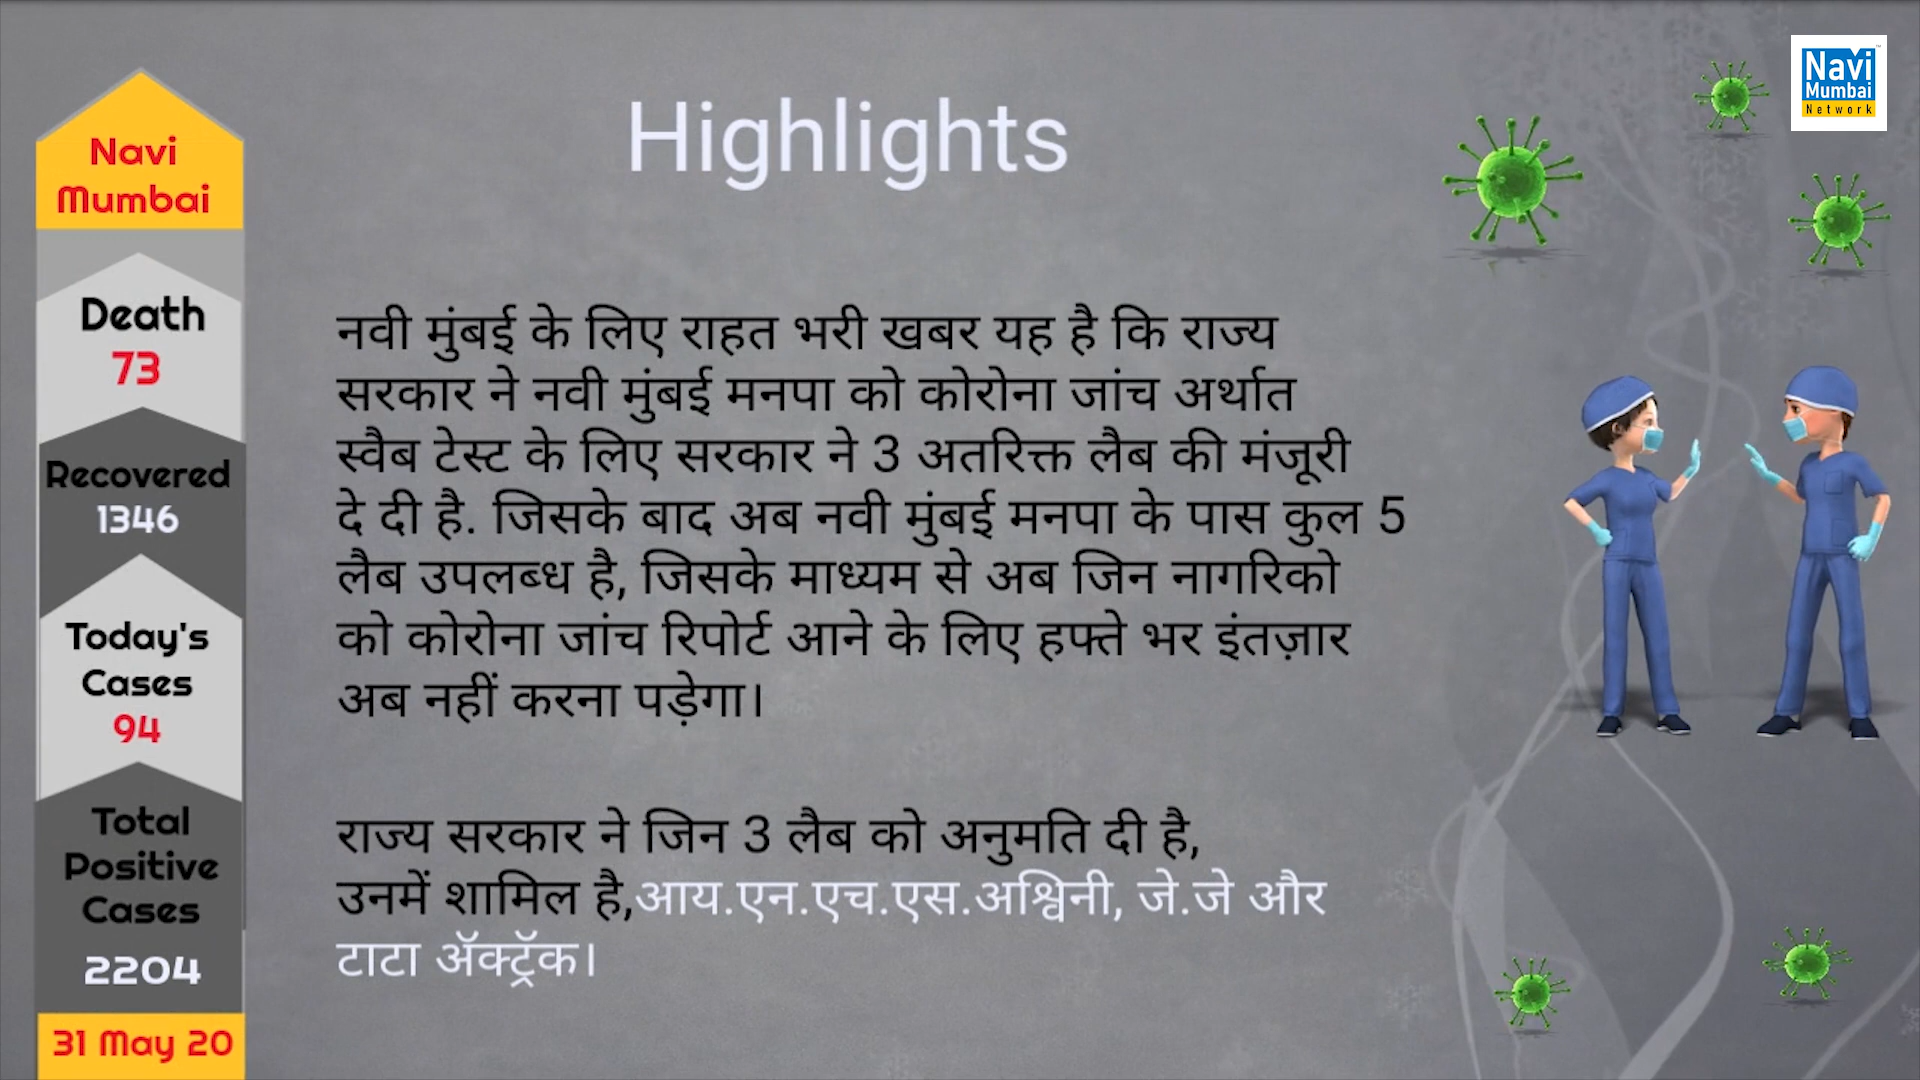 Navi
Mumbai
Network
Highlights
Navi
Mumbai
Death
73
Recovered
1346
Today's
Cases
94
Total
Positive
Cases
2204
31 May 20
नवी मुंबई के लिए राहत भरी खबर यह है कि राज्य
सरकार ने नवी मुंबई मनपा को कोरोना जांच अर्थात
स्वैब टेस्ट के लिए सरकार ने 3 अतरिक्त लैब की मंजूरी
दे दी है. जिसके बाद अब नवी मुंबई मनपा के पास कुल 5
लैब उपलब्ध है, जिसके माध्यम से अब जिन नागरिको
को कोरोना जांच रिपोर्ट आने के लिए हफ्ते भर इंतज़ार
अब नहीं करना पड़ेगा।
राज्य सरकार ने जिन 3 लैब को अनुमति दी है,
उनमें शामिल है,आय.एन.एच.एस.अश्विनी, जे.जे और
टाटा ॲक्ट्रॅक।